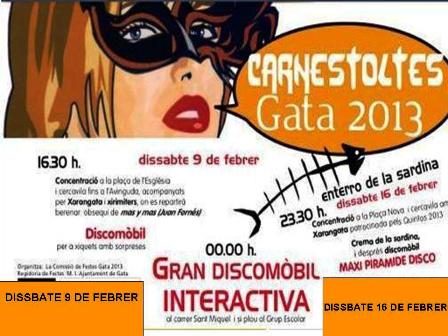 CARNESTOLTES
Gata 2013
16.30 h.
dissabte 9 de febrer
Concentració a la plaça de l'Església
i cercavila fins a l'Avinguda, acompanyats
per Xarangata i xirimiters, on es repartirà
berenar, obsequi de mas y mas (Juan Fornés)
Discomòbil
per a xiquets amb sorpreses
enterro de la sardina
dissabte 16 de febrer
23.30 h.
Concentració a la Plaça Nova i cercavila amb
Xarangata patrocinada pels Quintos 2013
Crema de la sardina,
i després discomòbil
MAXI PIRAMIDE DISCO
00.00 h.
GRAN DISCOMÒBIL
INTERACTIVA
al carrer Sant Miquel i si plou al Grup Escolar
Organitza: La Comissió de Festes Gata 2013
Regidoria de Festes M. I. Ajuntament de Gata
DISSBATE 9 DE FEBRER
DISSBATE 16 DE FEBRER